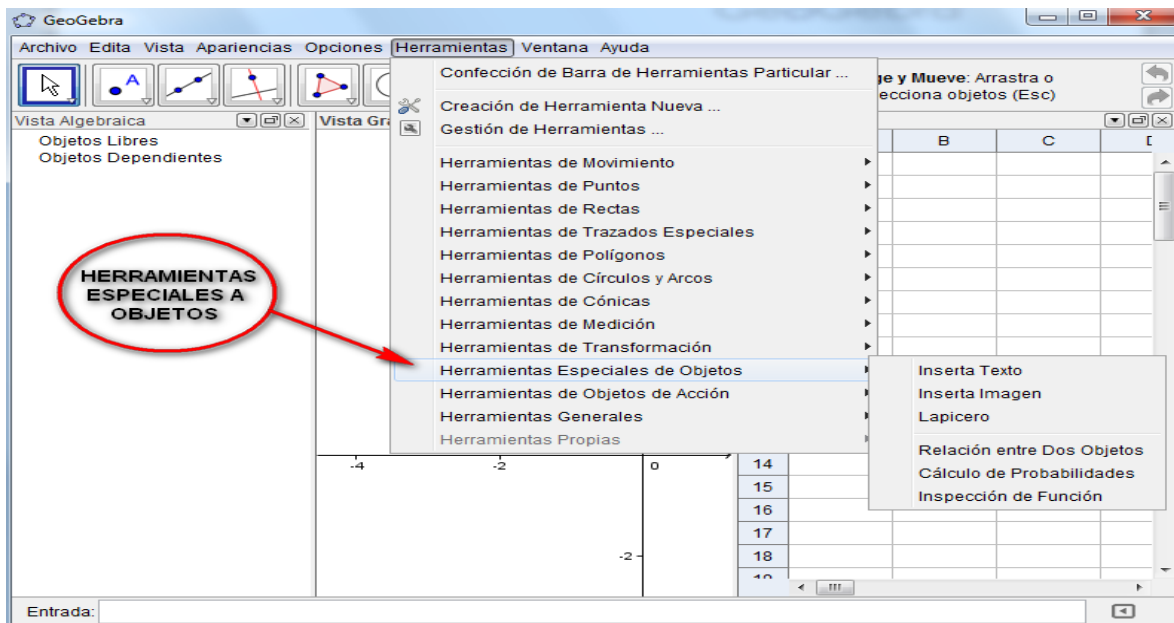 GeoGebra
Archivo Edita Vista Apariencias Opciones Herramientas Ventana Ayuda
A
Confección de Barra de Herramientas Particular ...
Creación de Herramienta Nueva ...
Gestión de Herramientas ...
y Mueve: Arrastra o
objetos (Esc)
Vista Algebraica
Vista
Objetos Libres
Objetos Dependientes
B C
Herramientas de Movimiento
Herramientas de Puntos
Herramientas de Rectas
Herramientas de Trazados Especiales
Herramientas de Polígonos
Herramientas de Círculos y Arcos
Herramientas de Cónicas
Herramientas de Medición
Herramientas de Transformación
Herramientas Especiales de Objetos
Herramientas de Objetos de Acción
Herramientas Generales
Herramientas Propias
HERRAMIENTAS
ESPECIALES A
OBJETOS
Inserta Texto
Inserta Imagen
Lapicero
Relación entre Dos Objetos
Cálculo de Probabilidades
Inspección de Función
-4 -2 0
-2
14
15
16
17
18
Entrada: